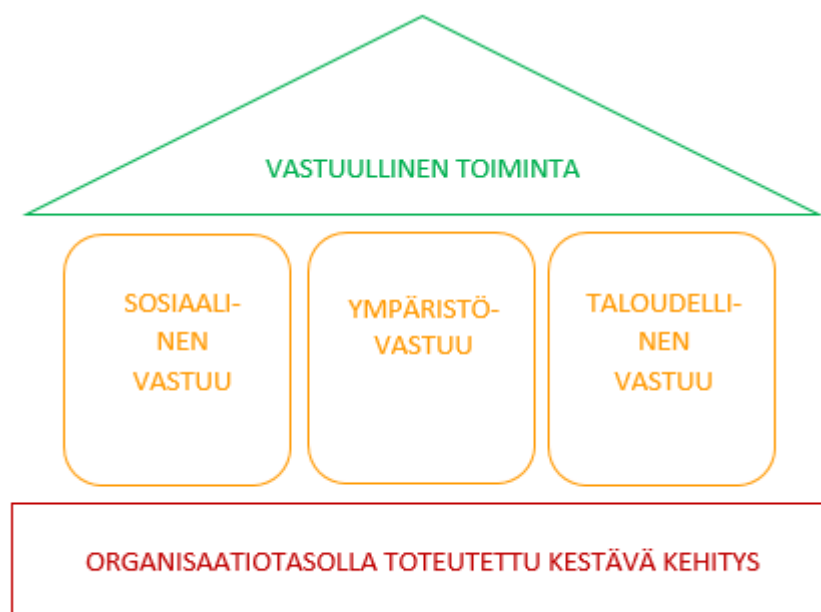 VASTUULLINEN TOIMINTA
SOSIAALI-
NEN
VASTUU
YMPÄRISTÖ-
VASTUU
TALOUDELLI-
NEN
VASTUU
ORGANISAATIOTASOLLA TOTEUTETTU KESTÄVÄ KEHITYS